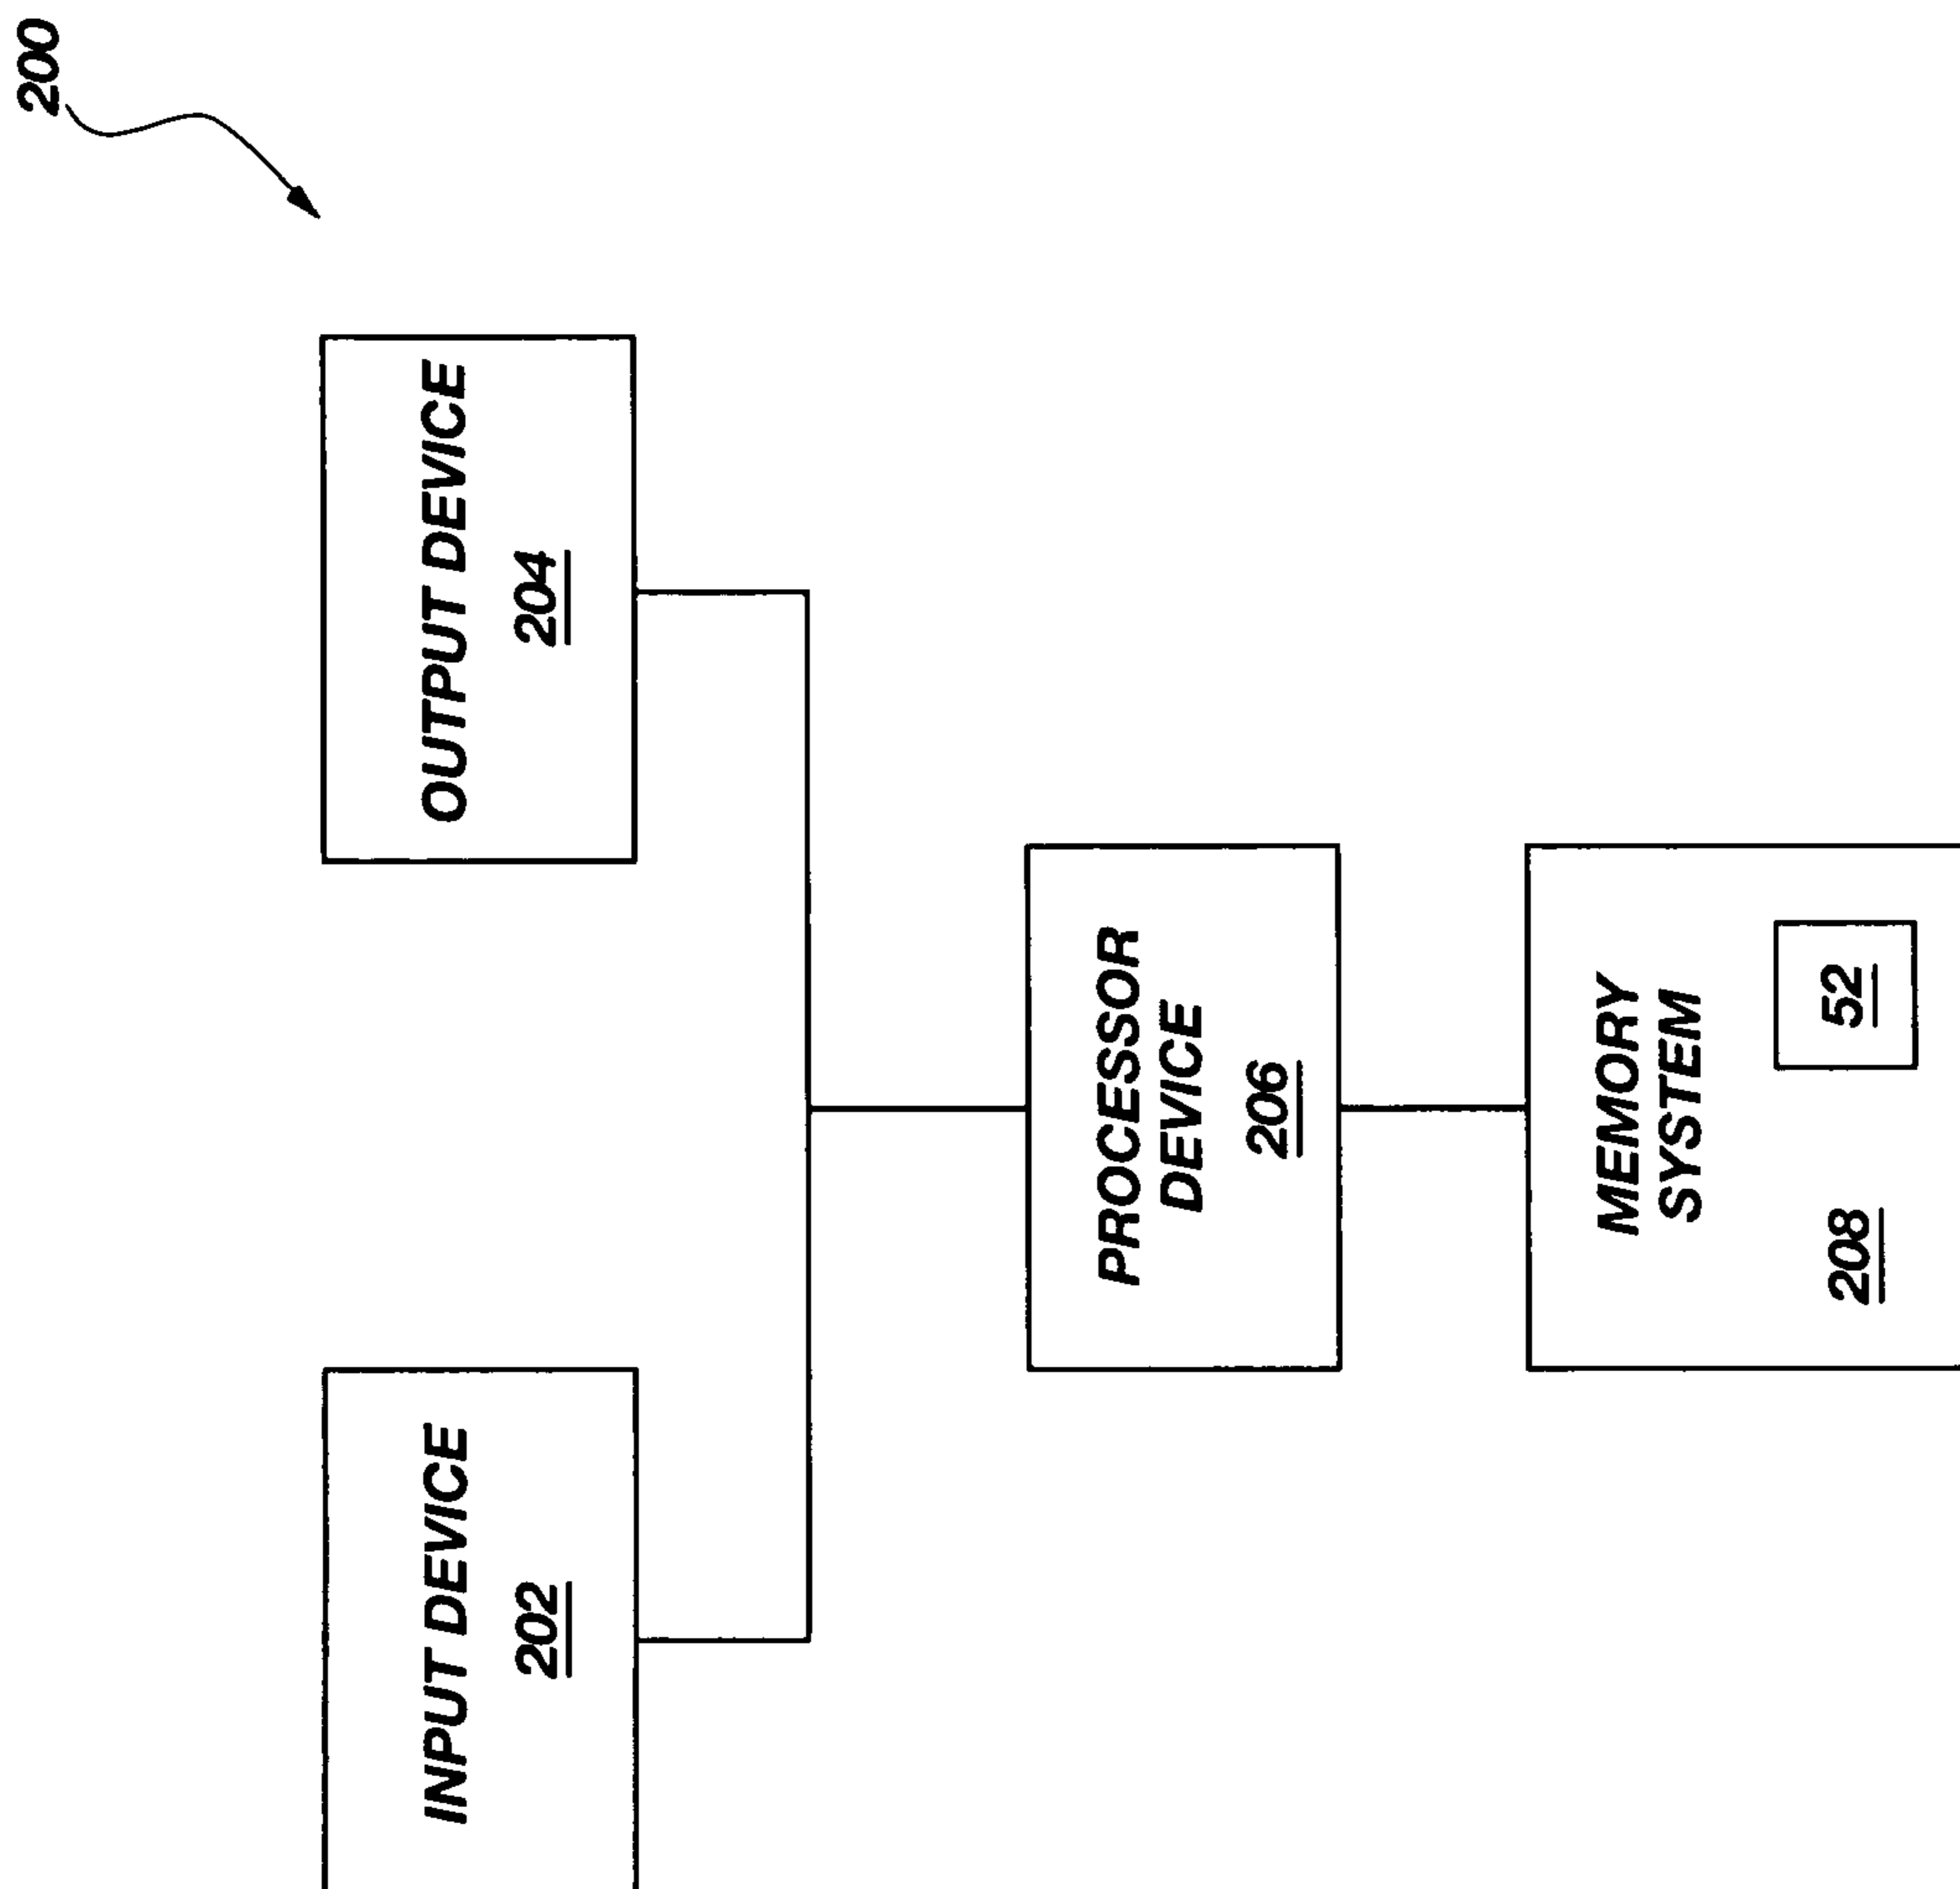 200
INPUT DEVICE
202
OUTPUT DEVICE
204
PROCESSOR
DEVICE
206
MEMORY
SYSTEM
208
52